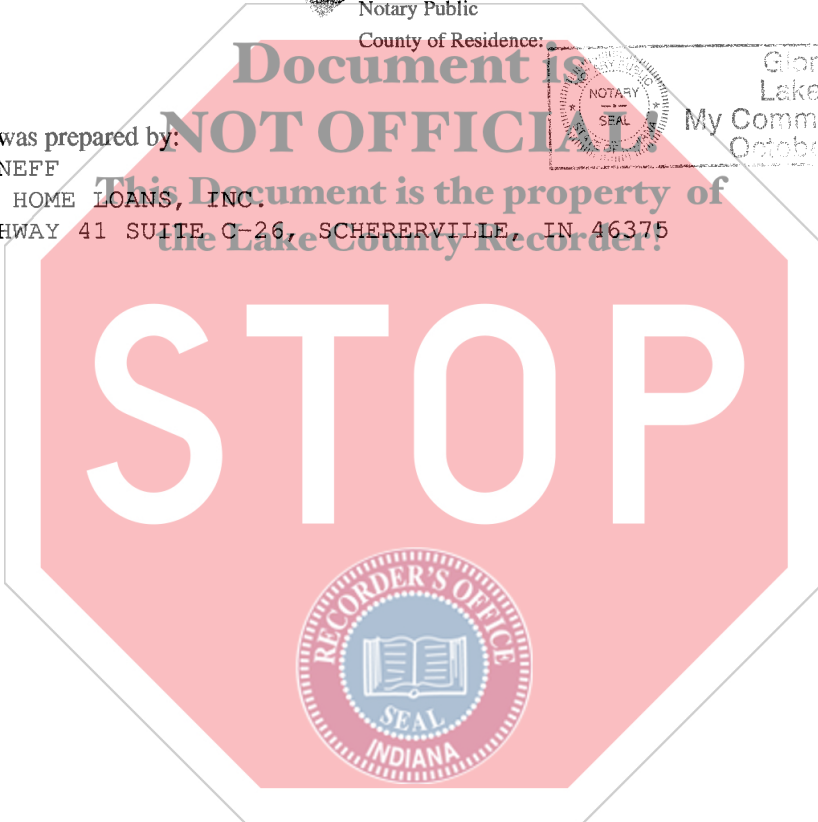 Notary Public
County of Residence:
Document is
NOTARY
SEAL
Lake
My Comm
NOT OFFICIAL!
was prepared by:
NEFF
This Document is the property of
HOME LOANS, INC.
the Lake County Recorder!
HWAY 41 SUITE C-26, SCHERERVILLE, IN 46375
STOP
RECORDER'S OFFICE
SEAL
INDIANA